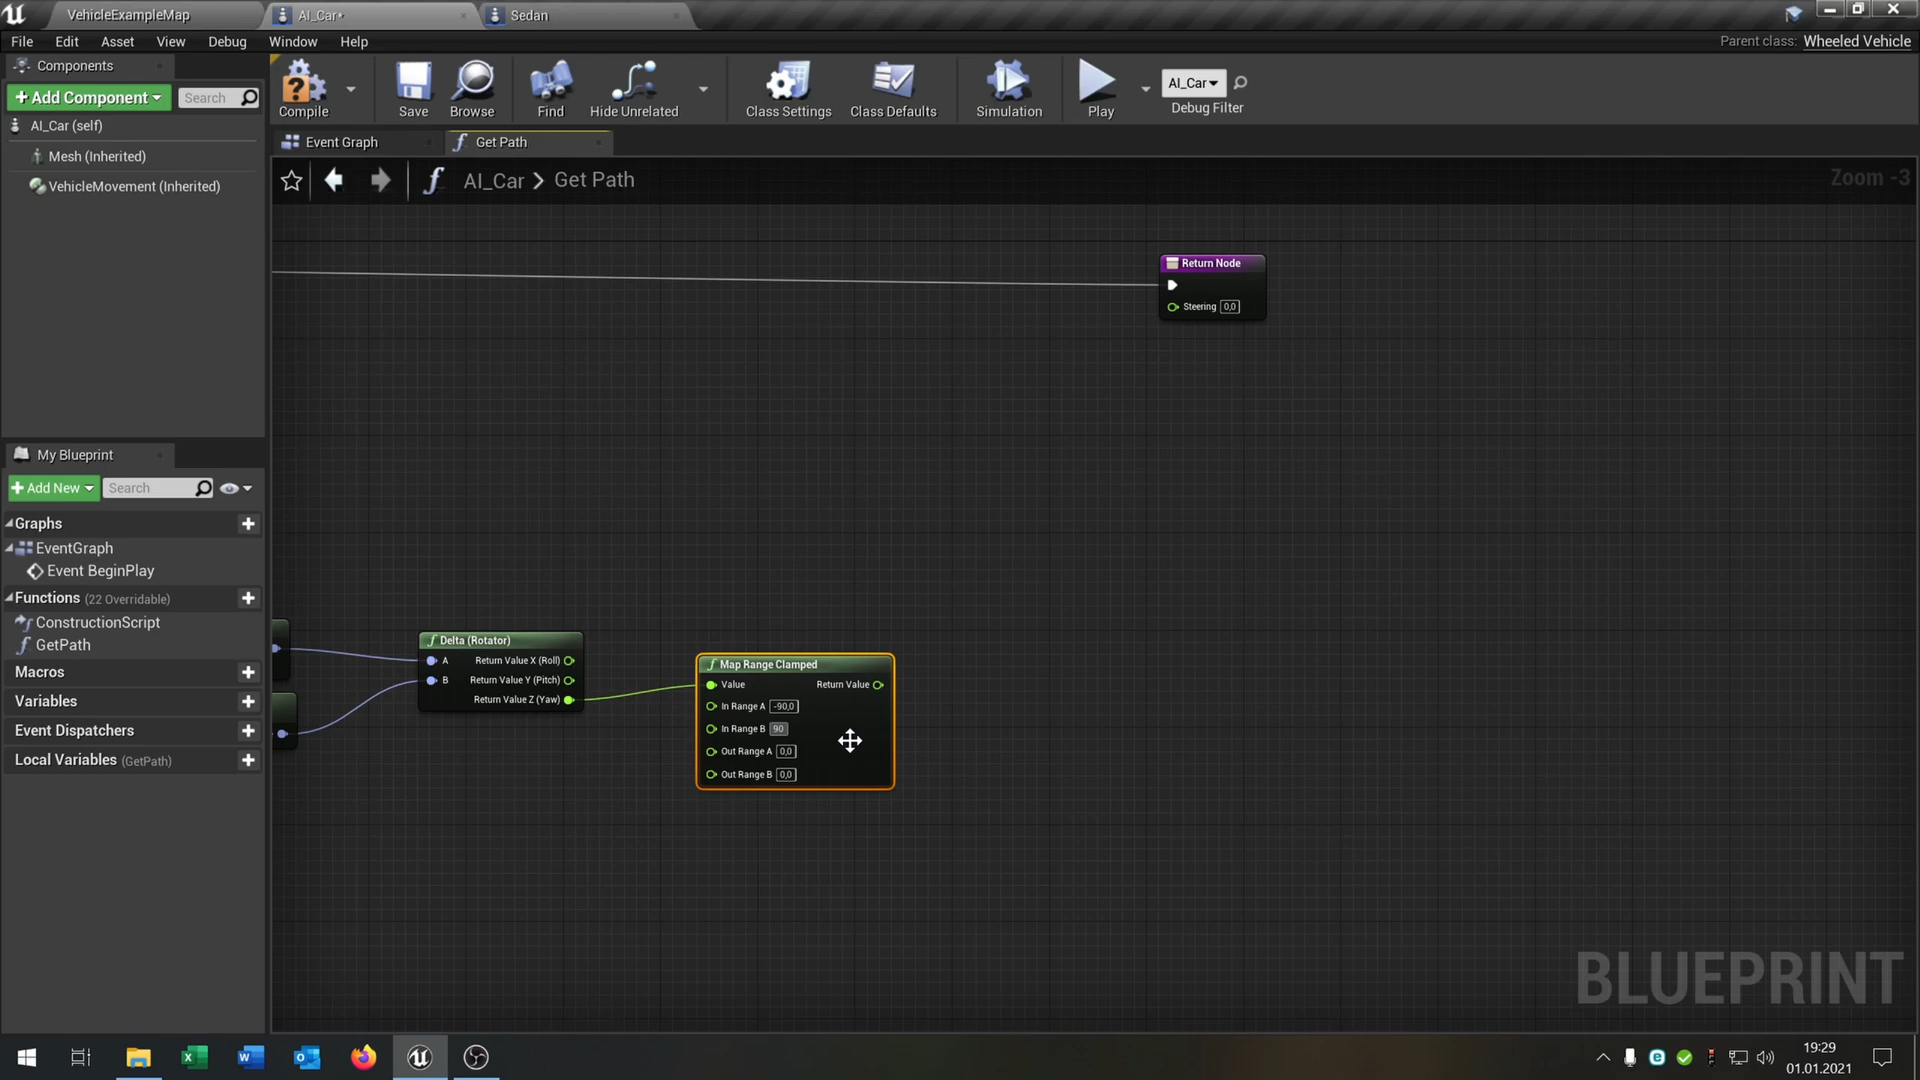 VehicleExampleMap
AI_Car*
Sedan
File
Edit
Asset
View
Debug
Window
Help
Parent class: Wheeled Vehicle
Components
+ Add Component
Search
AI_Car (self)
Mesh (Inherited)
VehicleMovement (Inherited)
Compile
Save
Browse
Find
Hide Unrelated
Class Settings
Class Defaults
Simulation
Play
AI_Car
Debug Filter
Event Graph
Get Path
AI_Car > Get Path
Zoom -3
Return Node
Steering 0,0
My Blueprint
+ Add New
Search
Graphs
EventGraph
Event BeginPlay
Functions (22 Overridable)
ConstructionScript
GetPath
Macros
Variables
Event Dispatchers
Local Variables (GetPath)
Delta (Rotator)
A Return Value X (Roll)
B Return Value Y (Pitch)
Return Value Z (Yaw)
Map Range Clamped
Value Return Value
In Range A -90,0
In Range B 90
Out Range A 0,0
Out Range B 0,0
BLUEPRINT
19:29
01.01.2021